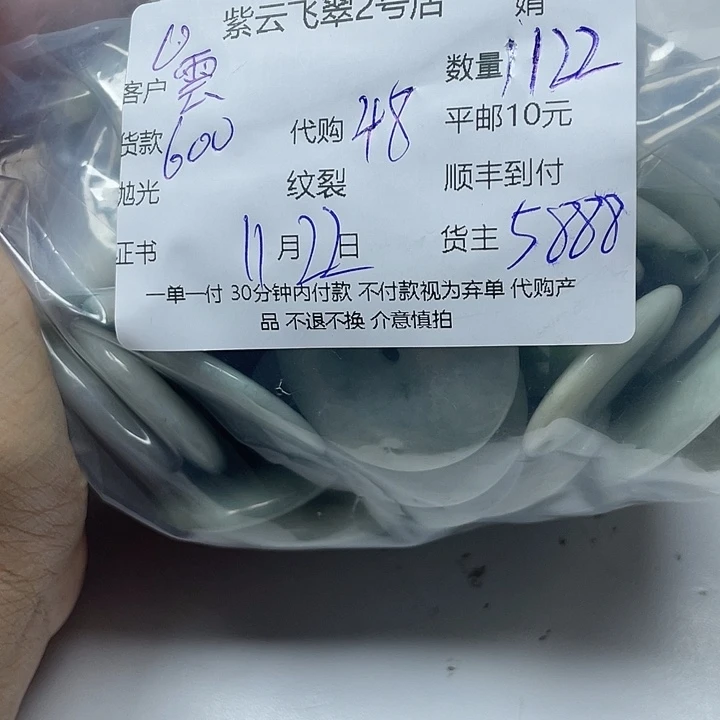 紫云飞翠2号店 娟
客户 雲 数量 1122
货款 600 代购 48 平邮10元
抛光 纹裂 顺丰到付
证书 11月22日 货主 5888
一单一付 30分钟内付款 不付款视为弃单 代购产
品 不退不换 介意慎拍